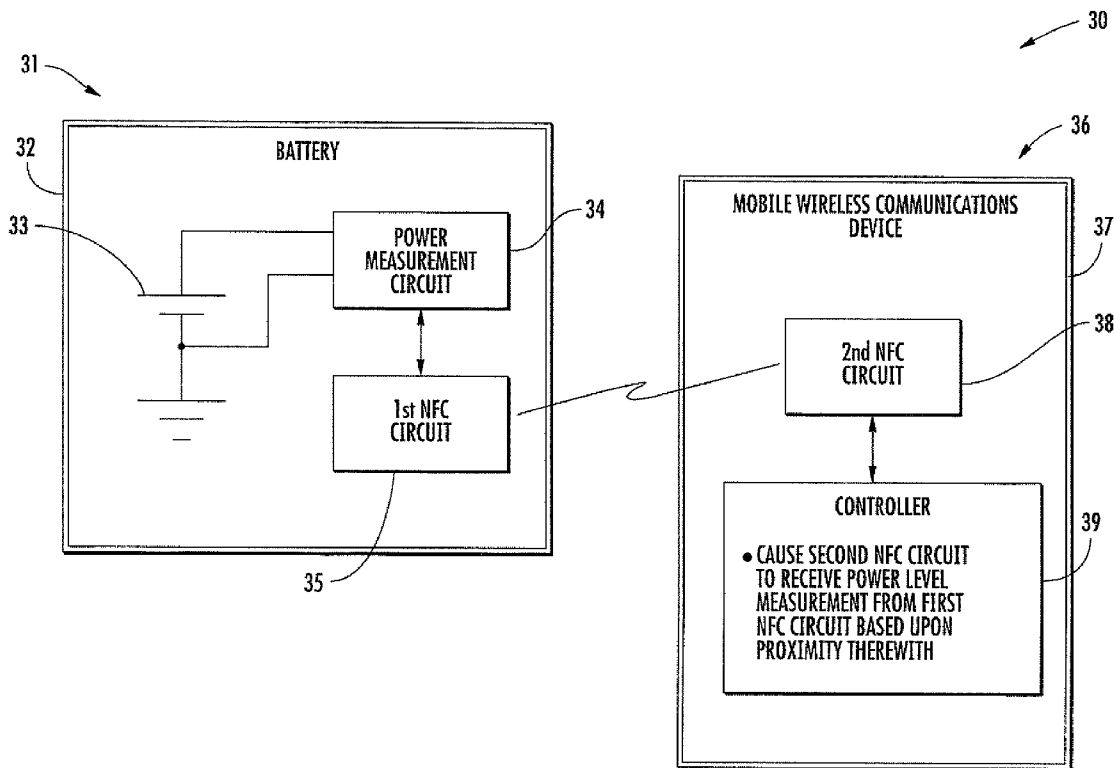 30
31
32
BATTERY
33
POWER
MEASUREMENT
CIRCUIT
34
1st NFC
CIRCUIT
35
36
MOBILE WIRELESS COMMUNICATIONS
DEVICE
37
2nd NFC
CIRCUIT
38
CONTROLLER
• CAUSE SECOND NFC CIRCUIT
TO RECEIVE POWER LEVEL
MEASUREMENT FROM FIRST
NFC CIRCUIT BASED UPON
PROXIMITY THEREWITH
39